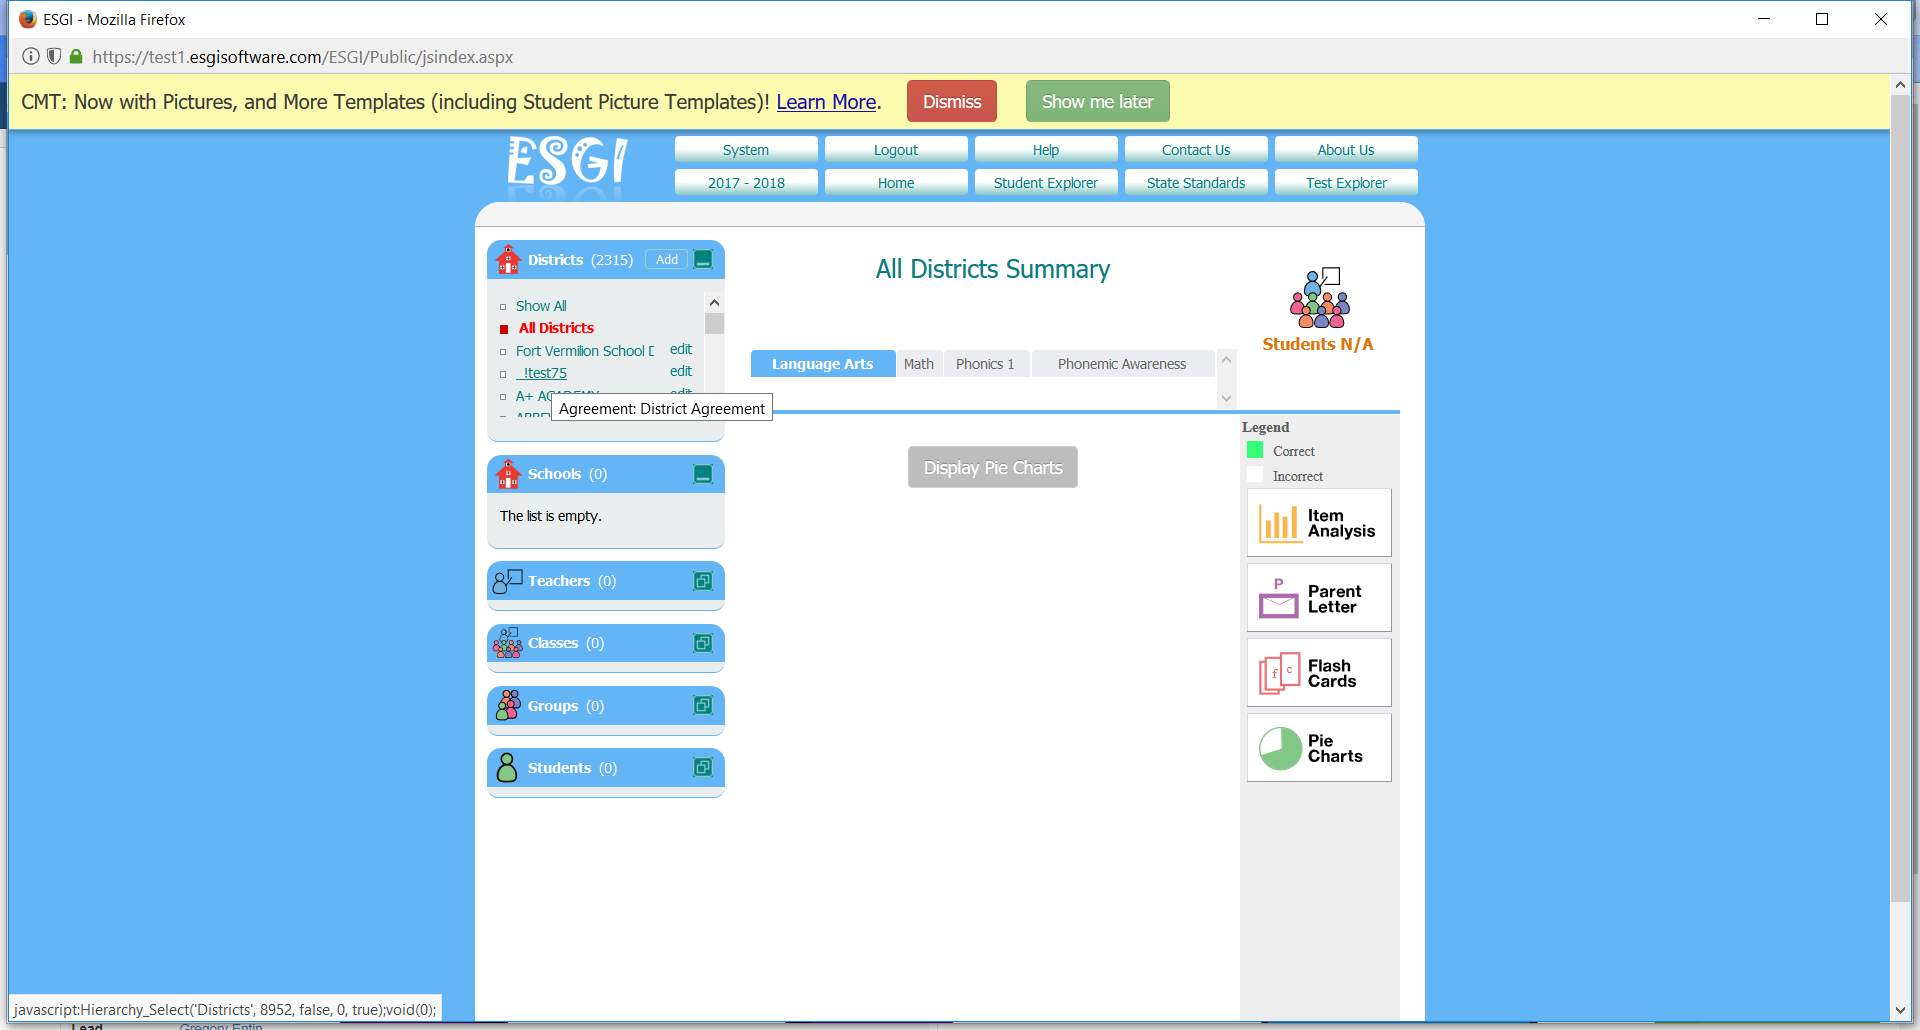 ESGI - Mozilla Firefox
https://test1.esgisoftware.com/ESGI/Public/jsindex.aspx
CMT: Now with Pictures, and More Templates (including Student Picture Templates)! Learn More.
Dismiss
Show me later
ESGI
System
Logout
Help
Contact Us
About Us
2017 - 2018
Home
Student Explorer
State Standards
Test Explorer
Districts (2315)
Add
Show All
All Districts
Fort Vermilion School D
edit
_!test75
edit
A+ ACADEMY
edit
Agreement: District Agreement
Schools (0)
The list is empty.
Teachers (0)
Classes (0)
Groups (0)
Students (0)
All Districts Summary
Students N/A
Language Arts
Math
Phonics 1
Phonemic Awareness
Display Pie Charts
Legend
Correct
Incorrect
Item
Analysis
P
Parent
Letter
f c
Flash
Cards
Pie
Charts
javascript:Hierarchy_Select('Districts', 8952, false, 0, true);void(0);
Lead
Gregory Entin